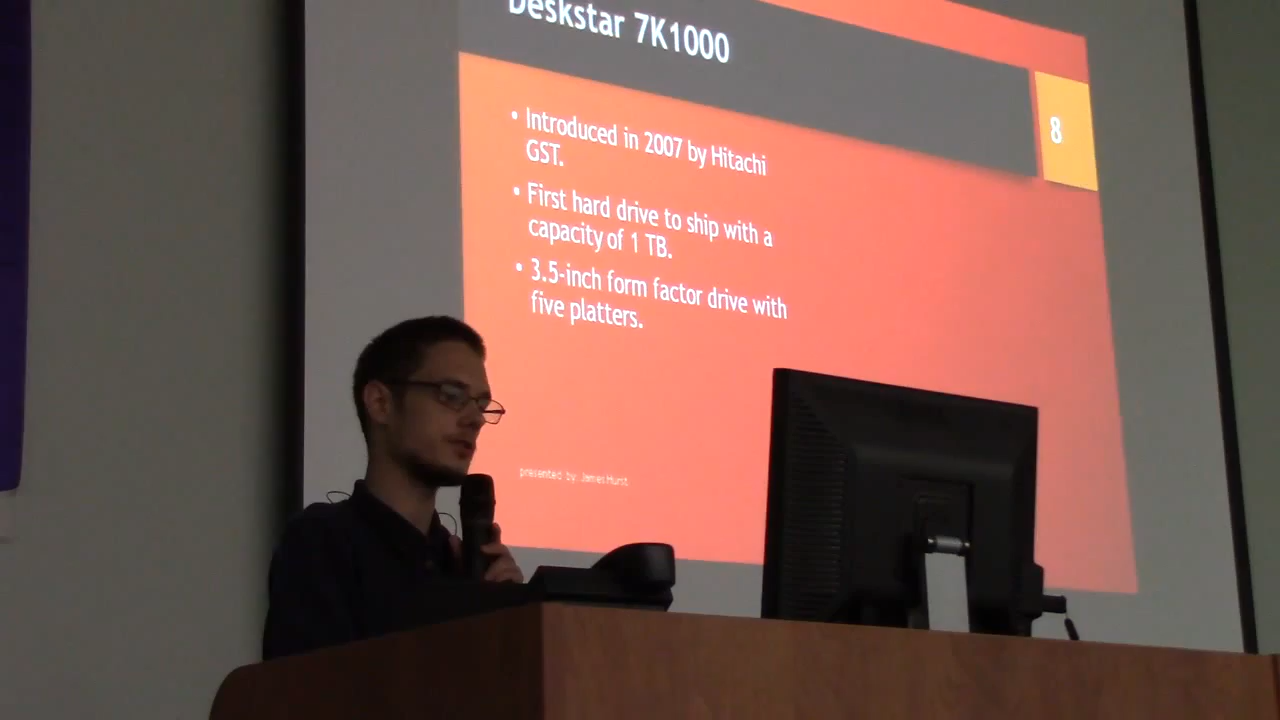 Deskstar 7K1000
8
• Introduced in 2007 by Hitachi
GST.
• First hard drive to ship with a
capacity of 1 TB.
• 3.5-inch form factor drive with
five platters.
presented by: James Hurst